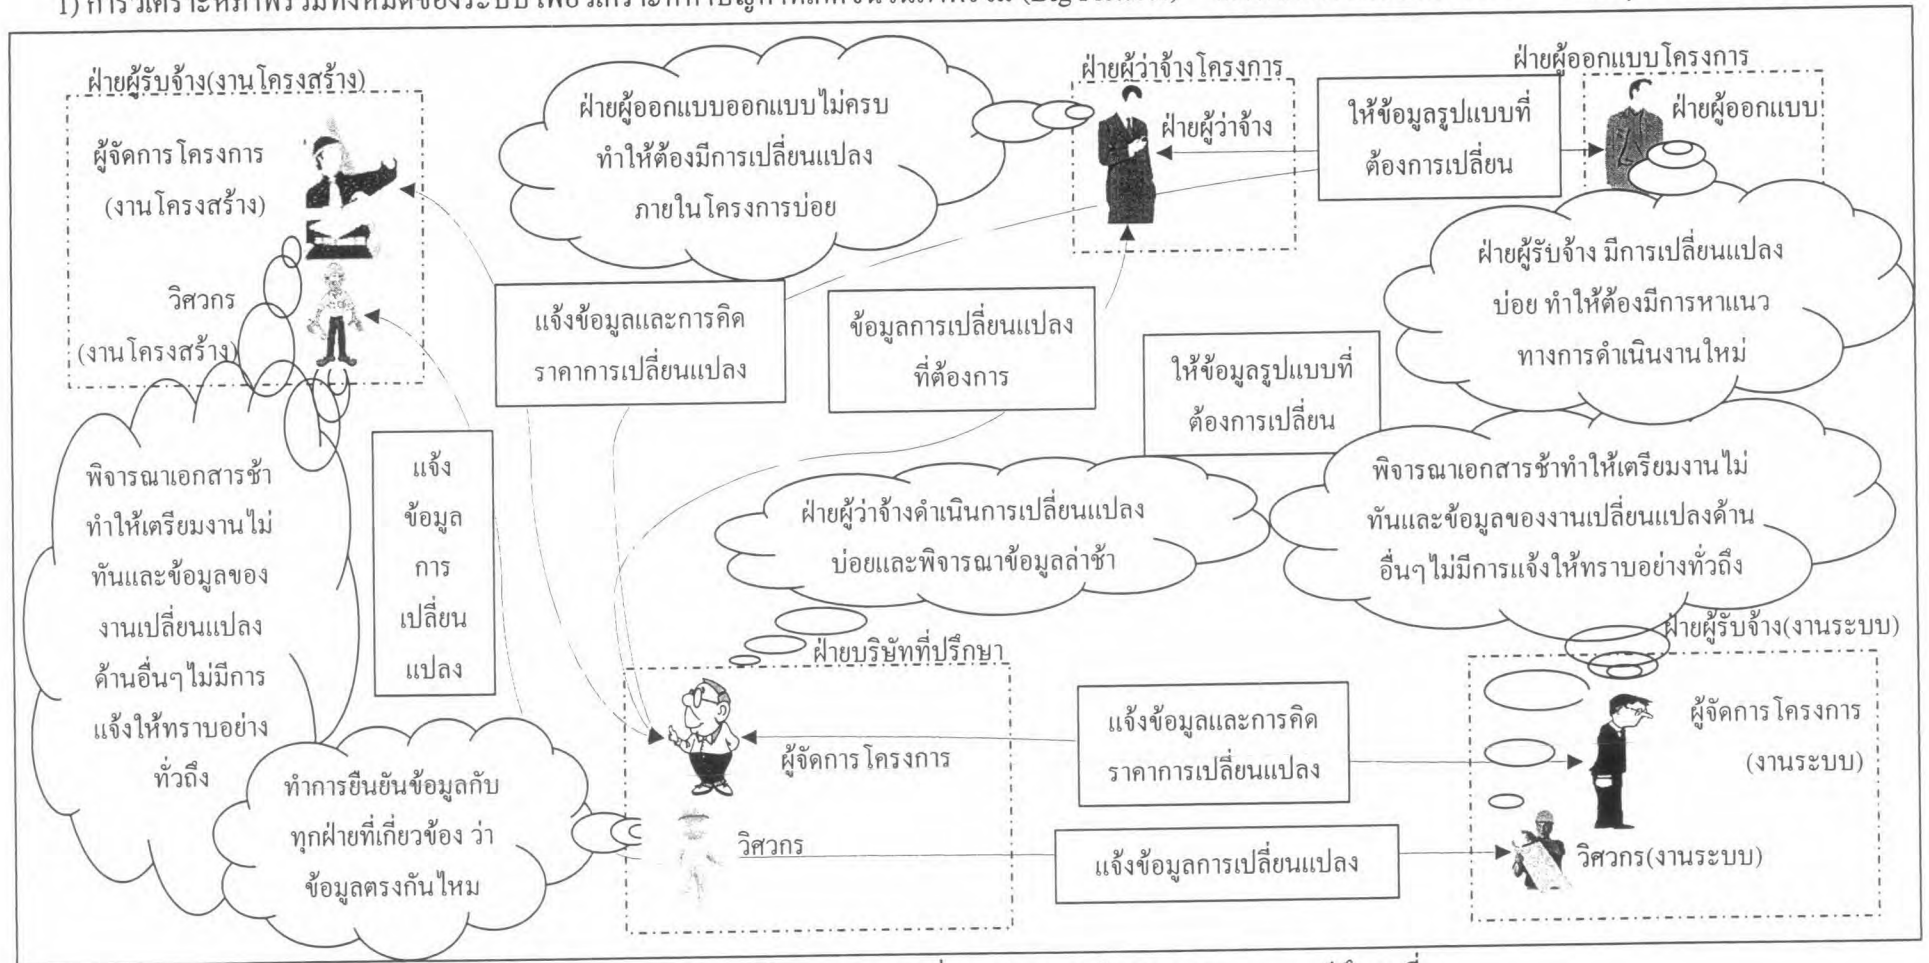 ฝ่ายผู้รับจ้าง(งานโครงสร้าง)
ผู้จัดการโครงการ
(งานโครงสร้าง)
วิศวกร
(งานโครงสร้าง)
ฝ่ายผู้ออกแบบออกแบบไม่ครบ
ทำให้ต้องมีการเปลี่ยนแปลง
ภายในโครงการบ่อย
ฝ่ายผู้ว่าจ้างโครงการ
ฝ่ายผู้ว่าจ้าง
ให้ข้อมูลรูปแบบที่
ต้องการเปลี่ยน
ฝ่ายผู้ออกแบบโครงการ
ฝ่ายผู้ออกแบบ
ฝ่ายผู้รับจ้าง มีการเปลี่ยนแปลง
บ่อย ทำให้ต้องมีการหาแนว
ทางการดำเนินงานใหม่
แจ้งข้อมูลและการคิด
ราคาการเปลี่ยนแปลง
ข้อมูลการเปลี่ยนแปลง
ที่ต้องการ
ให้ข้อมูลรูปแบบที่
ต้องการเปลี่ยน
พิจารณาเอกสารช้า
ทำให้เตรียมงานไม่
ทันและข้อมูลของ
งานเปลี่ยนแปลง
ด้านอื่นๆไม่มีการ
แจ้งให้ทราบอย่าง
ทั่วถึง
แจ้ง
ข้อมูล
การ
เปลี่ยน
แปลง
ฝ่ายผู้ว่าจ้างดำเนินการเปลี่ยนแปลง
บ่อยและพิจารณาข้อมูลล่าช้า
พิจารณาเอกสารช้าทำให้เตรียมงานไม่
ทันและข้อมูลของงานเปลี่ยนแปลงด้าน
อื่นๆไม่มีการแจ้งให้ทราบอย่างทั่วถึง
ฝ่ายบริษัทที่ปรึกษา
ผู้จัดการโครงการ
วิศวกร
ทำการยืนยันข้อมูลกับ
ทุกฝ่ายที่เกี่ยวข้อง ว่า
ข้อมูลตรงกันไหม
แจ้งข้อมูลและการคิด
ราคาการเปลี่ยนแปลง
แจ้งข้อมูลการเปลี่ยนแปลง
ฝ่ายผู้รับจ้าง(งานระบบ)
ผู้จัดการโครงการ
(งานระบบ)
วิศวกร(งานระบบ)